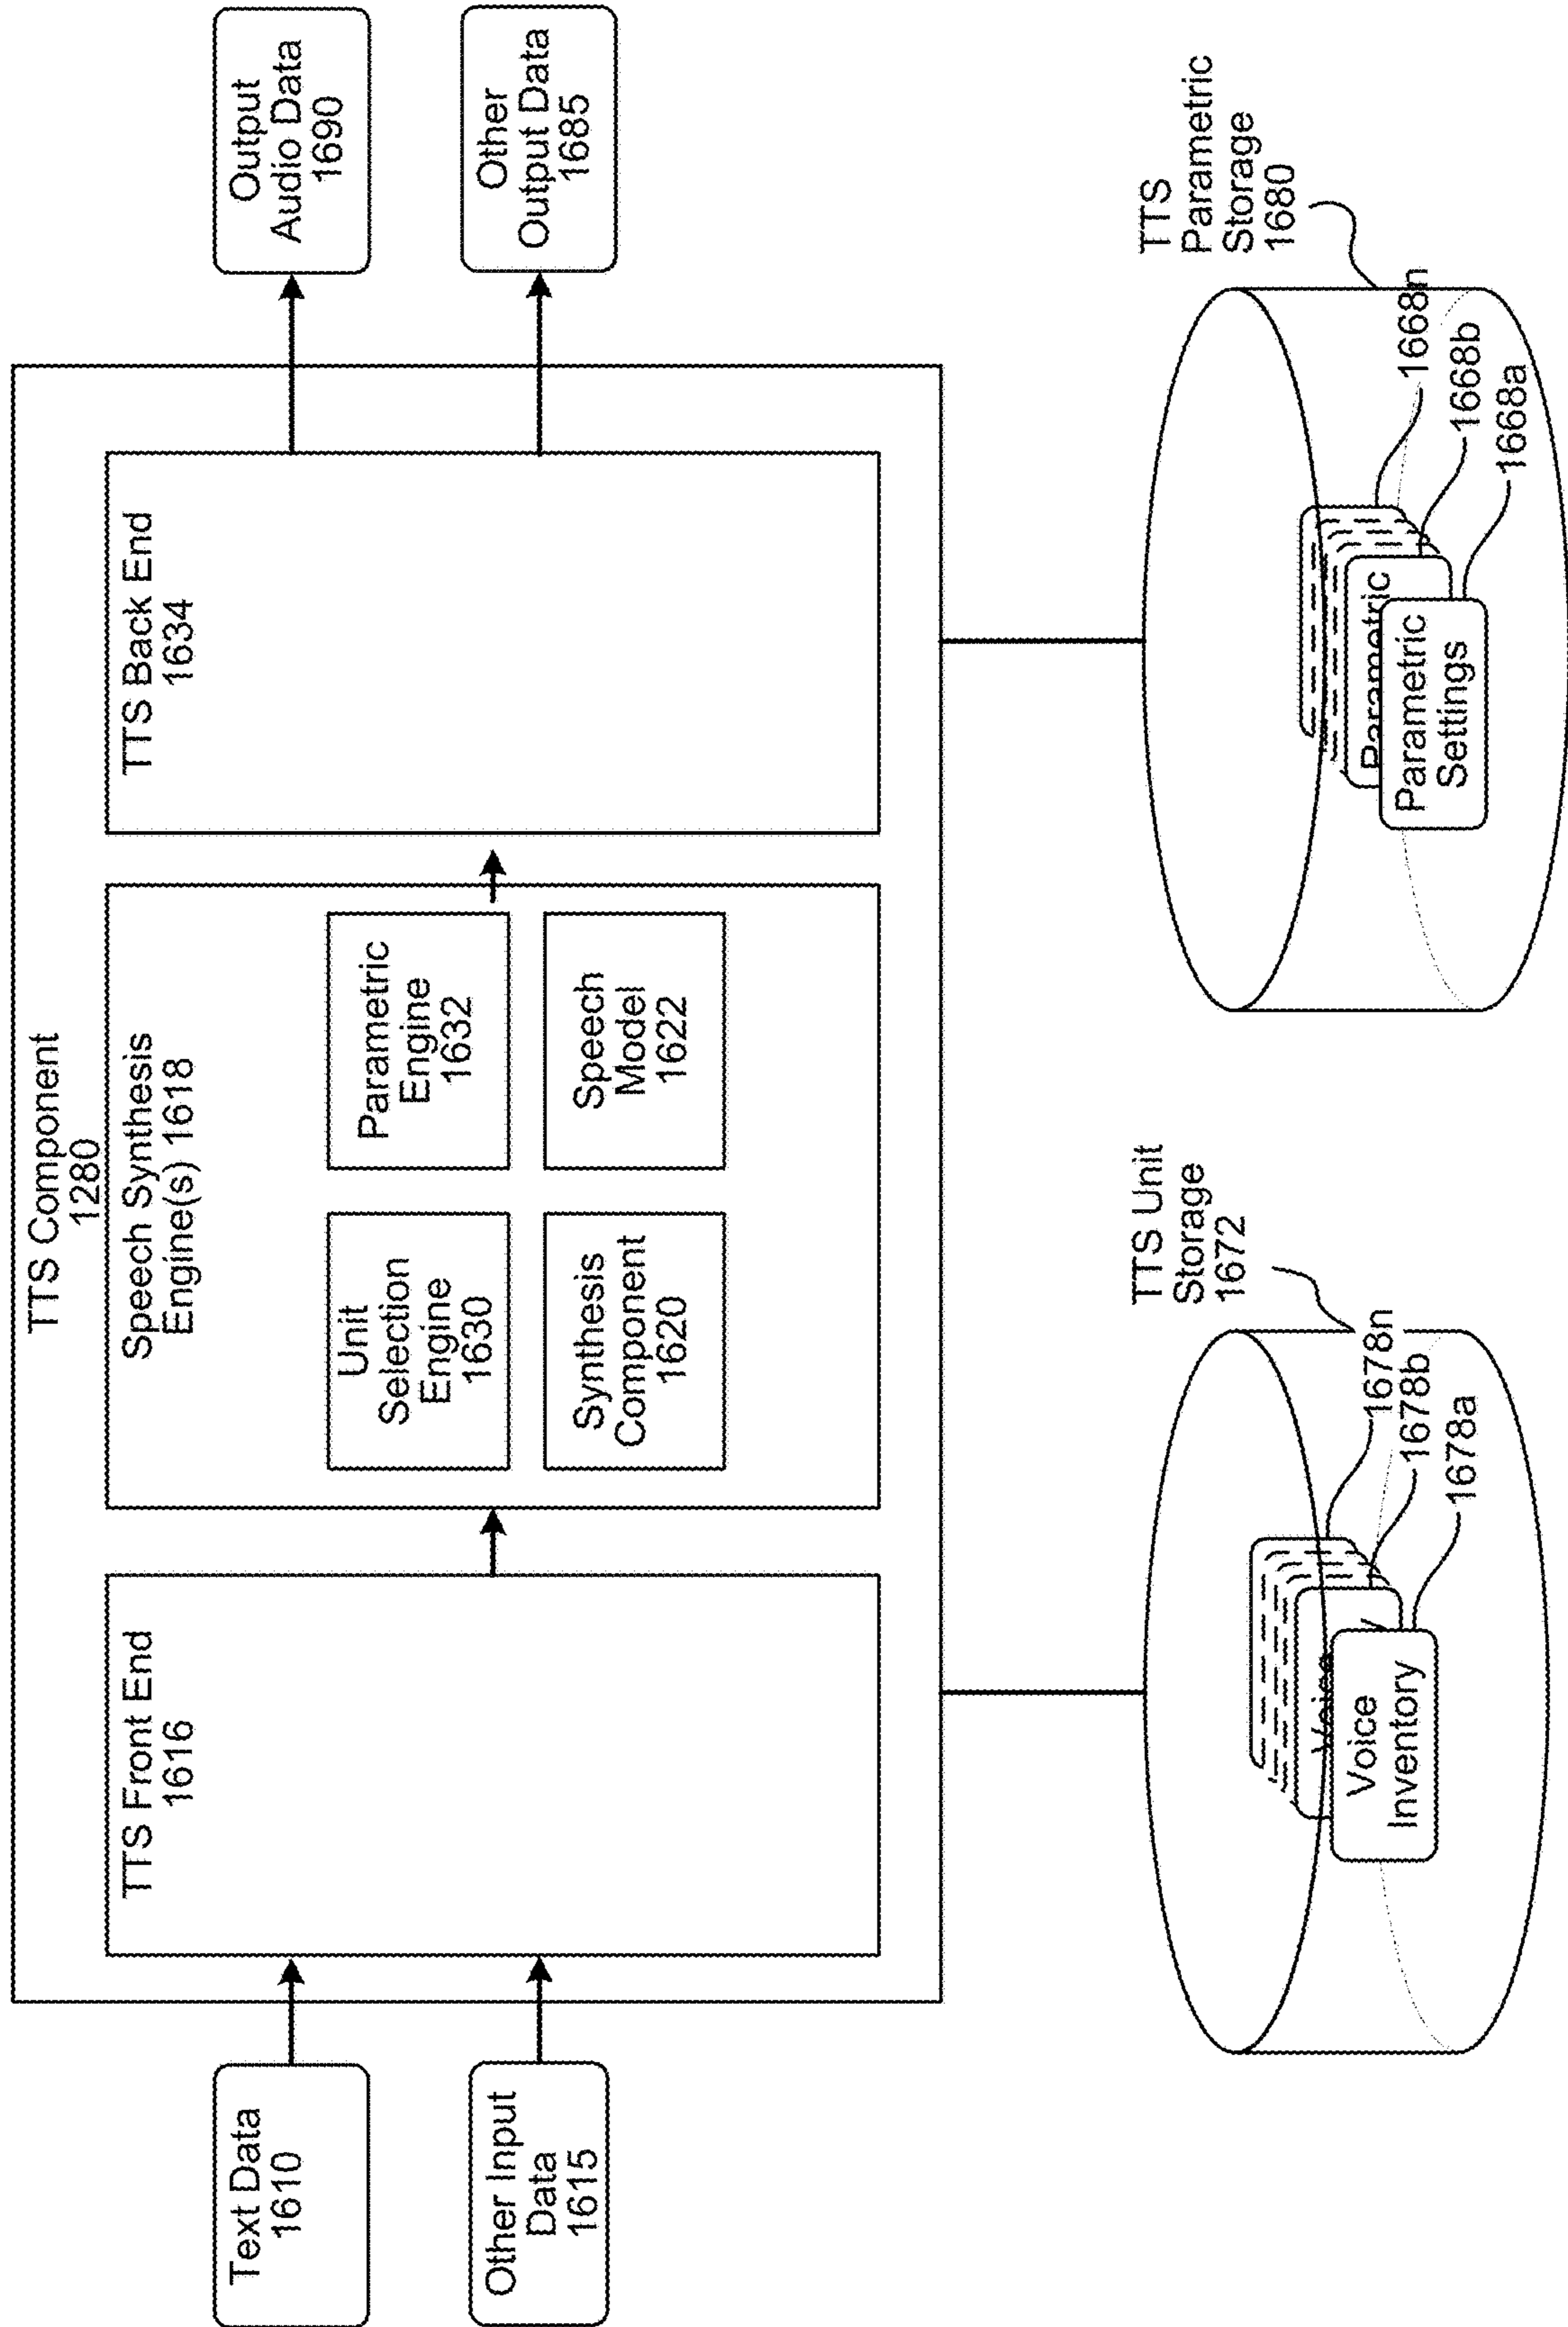 TTS Component
1280
Text Data
1610
Other Input
Data
1615
TTS Front End
1616
Speech Synthesis
Engine(s) 1618
Unit
Selection
Engine
1630
Parametric
Engine
1632
Synthesis
Component
1620
Speech
Model
1622
TTS Back End
1634
Output
Audio Data
1690
Other
Output Data
1685
TTS Unit
Storage
1672
1678n
1678b
1678a
Voice
Voice
Inventory
TTS
Parametric
Storage
1680
1668n
1668b
1668a
Parametric
Parametric
Settings